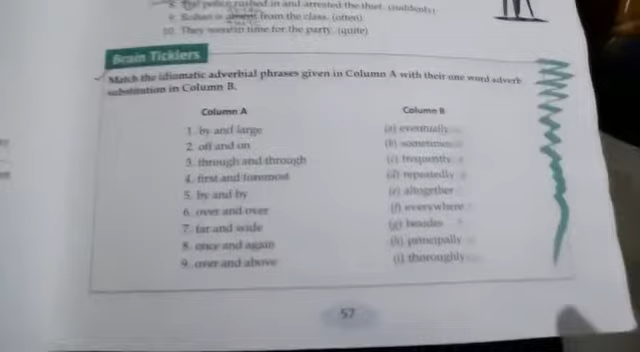 8. The police rushed in and arrested the thief. (suddenly)
9. Rohan is absent from the class. (often)
10. They were in time for the party. (quite)
Brain Ticklers
Match the idiomatic adverbial phrases given in Column A with their one word adverb
substitution in Column B.
Column A Column B
1. by and large (a) eventually
2. off and on (b) sometimes
3. through and through (c) frequently
4. first and foremost (d) repeatedly
5. by and by (e) altogether
6. over and over (f) everywhere
7. far and wide (g) besides
8. once and again (h) principally
9. over and above (i) thoroughly
57